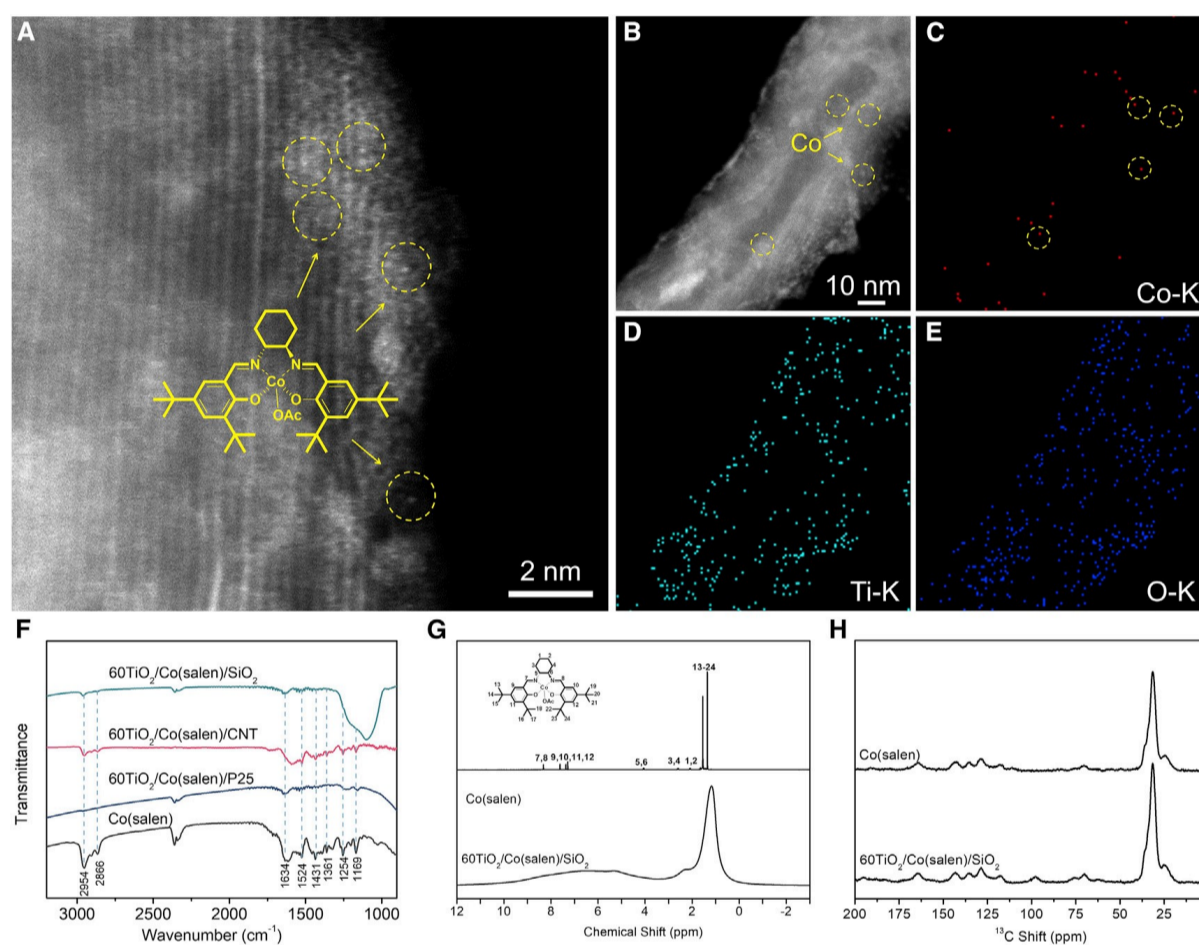 A
N
N
Co
O
O
OAc
2 nm
B
Co
10 nm
C
Co-K
D
Ti-K
E
O-K
F
60TiO2/Co(salen)/SiO2
60TiO2/Co(salen)/CNT
60TiO2/Co(salen)/P25
Co(salen)
2954
2866
1634
1524
1431
1361
1254
1169
Transmittance
3000 2500 2000 1500 1000
Wavenumber (cm-1)
G
13-24
7,8 9,10,11,12 5,6 3,4 1,2
Co(salen)
60TiO2/Co(salen)/SiO2
12 10 8 6 4 2 0 -2
Chemical Shift (ppm)
H
Co(salen)
60TiO2/Co(salen)/SiO2
200 175 150 125 100 75 50 25
13C Shift (ppm)